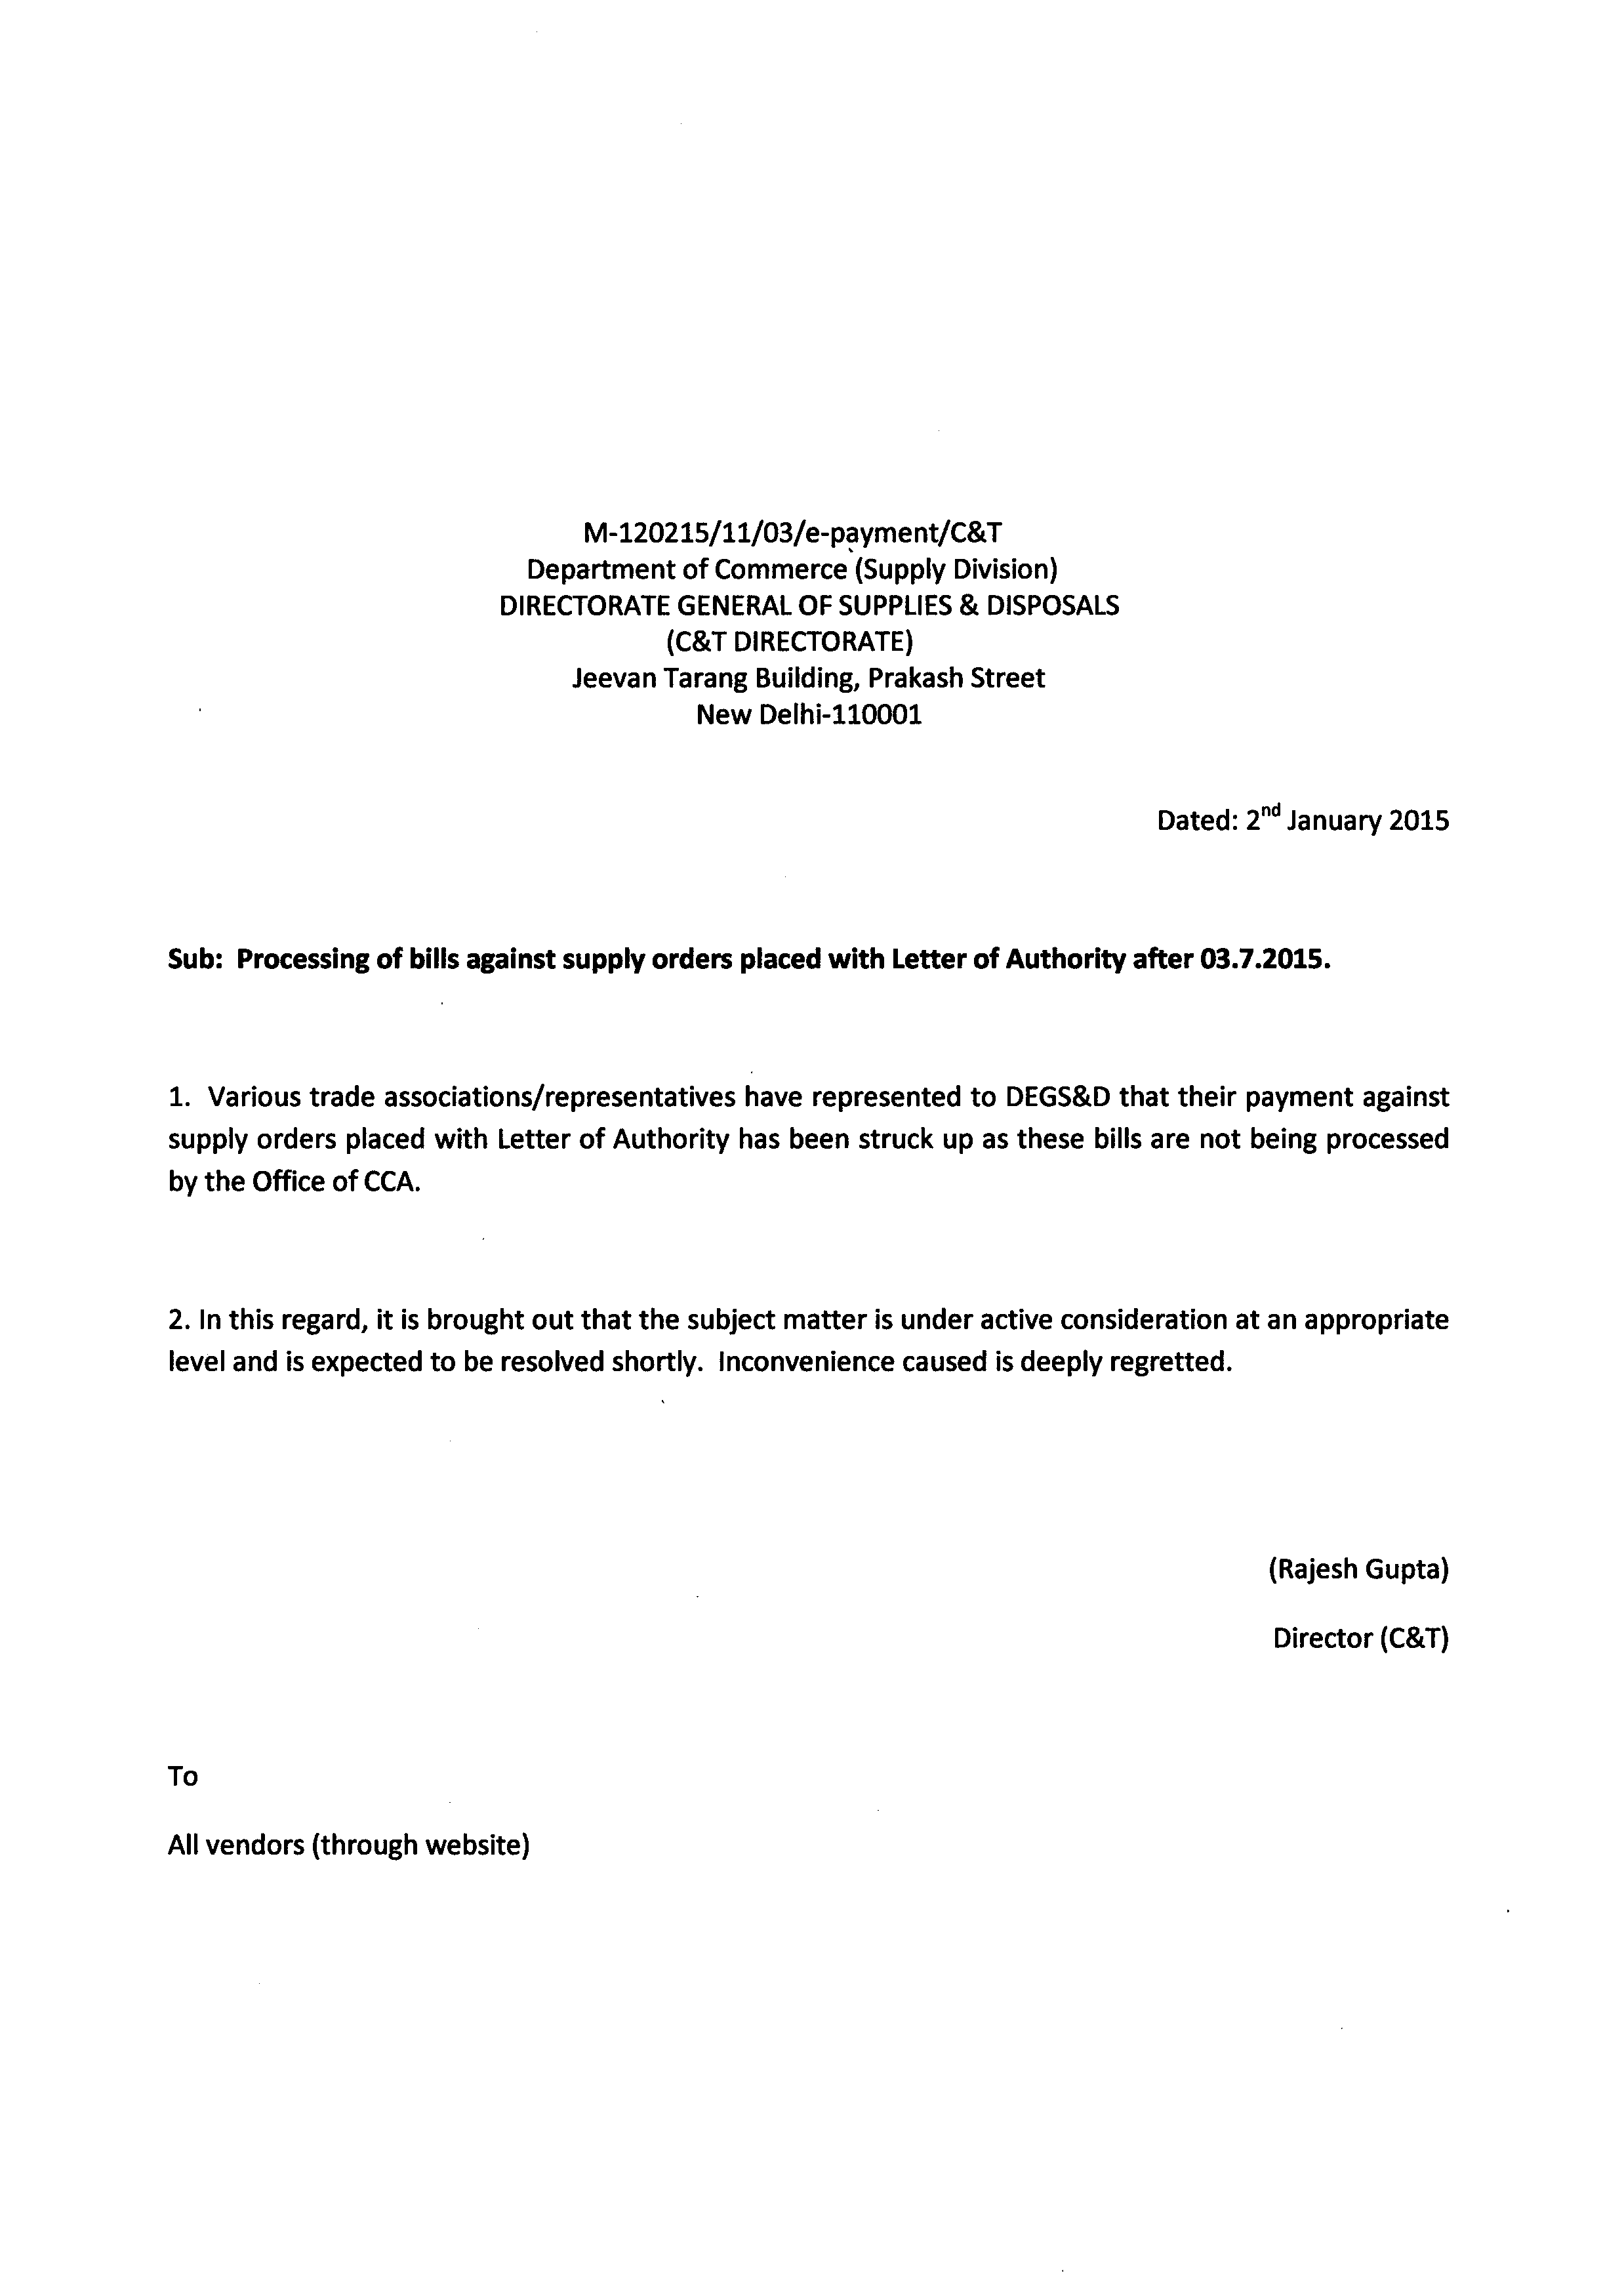 M-120215/11/03/e-payment/C&T
Department of Commerce (Supply Division)
DIRECTORATE GENERAL OF SUPPLIES & DISPOSALS
(C&T DIRECTORATE)
Jeevan Tarang Building, Prakash Street
New Delhi-110001
Dated: 2nd January 2015
Sub: Processing of bills against supply orders placed with Letter of Authority after 03.7.2015.
1. Various trade associations/representatives have represented to DEGS&D that their payment against
supply orders placed with Letter of Authority has been struck up as these bills are not being processed
by the Office of CCA.
2. In this regard, it is brought out that the subject matter is under active consideration at an appropriate
level and is expected to be resolved shortly. Inconvenience caused is deeply regretted.
(Rajesh Gupta)
Director (C&T)
To
All vendors (through website)